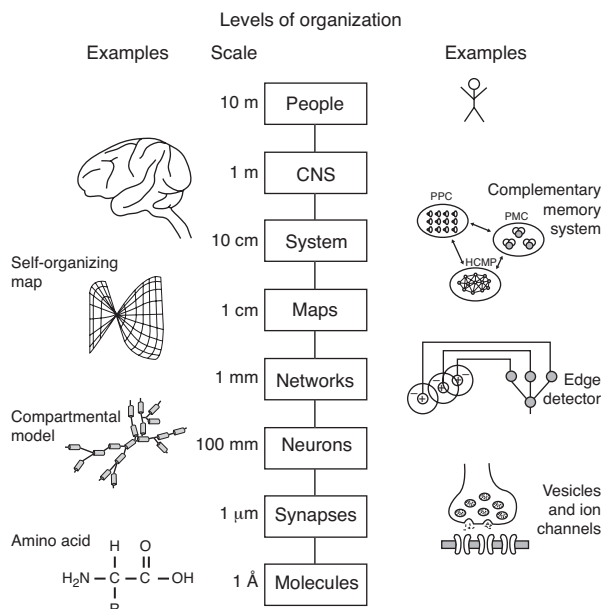 Levels of organization
Examples Scale Examples
10 m People
1 m CNS
Complementary
memory
system
PPC
PMC
HCMP
10 cm System
Self-organizing
map
1 cm Maps
1 mm Networks
Edge
detector
Compartmental
model
100 mm Neurons
Vesicles
and ion
channels
1 μm Synapses
Amino acid
H O
H₂N C C OH
R
1 Å Molecules